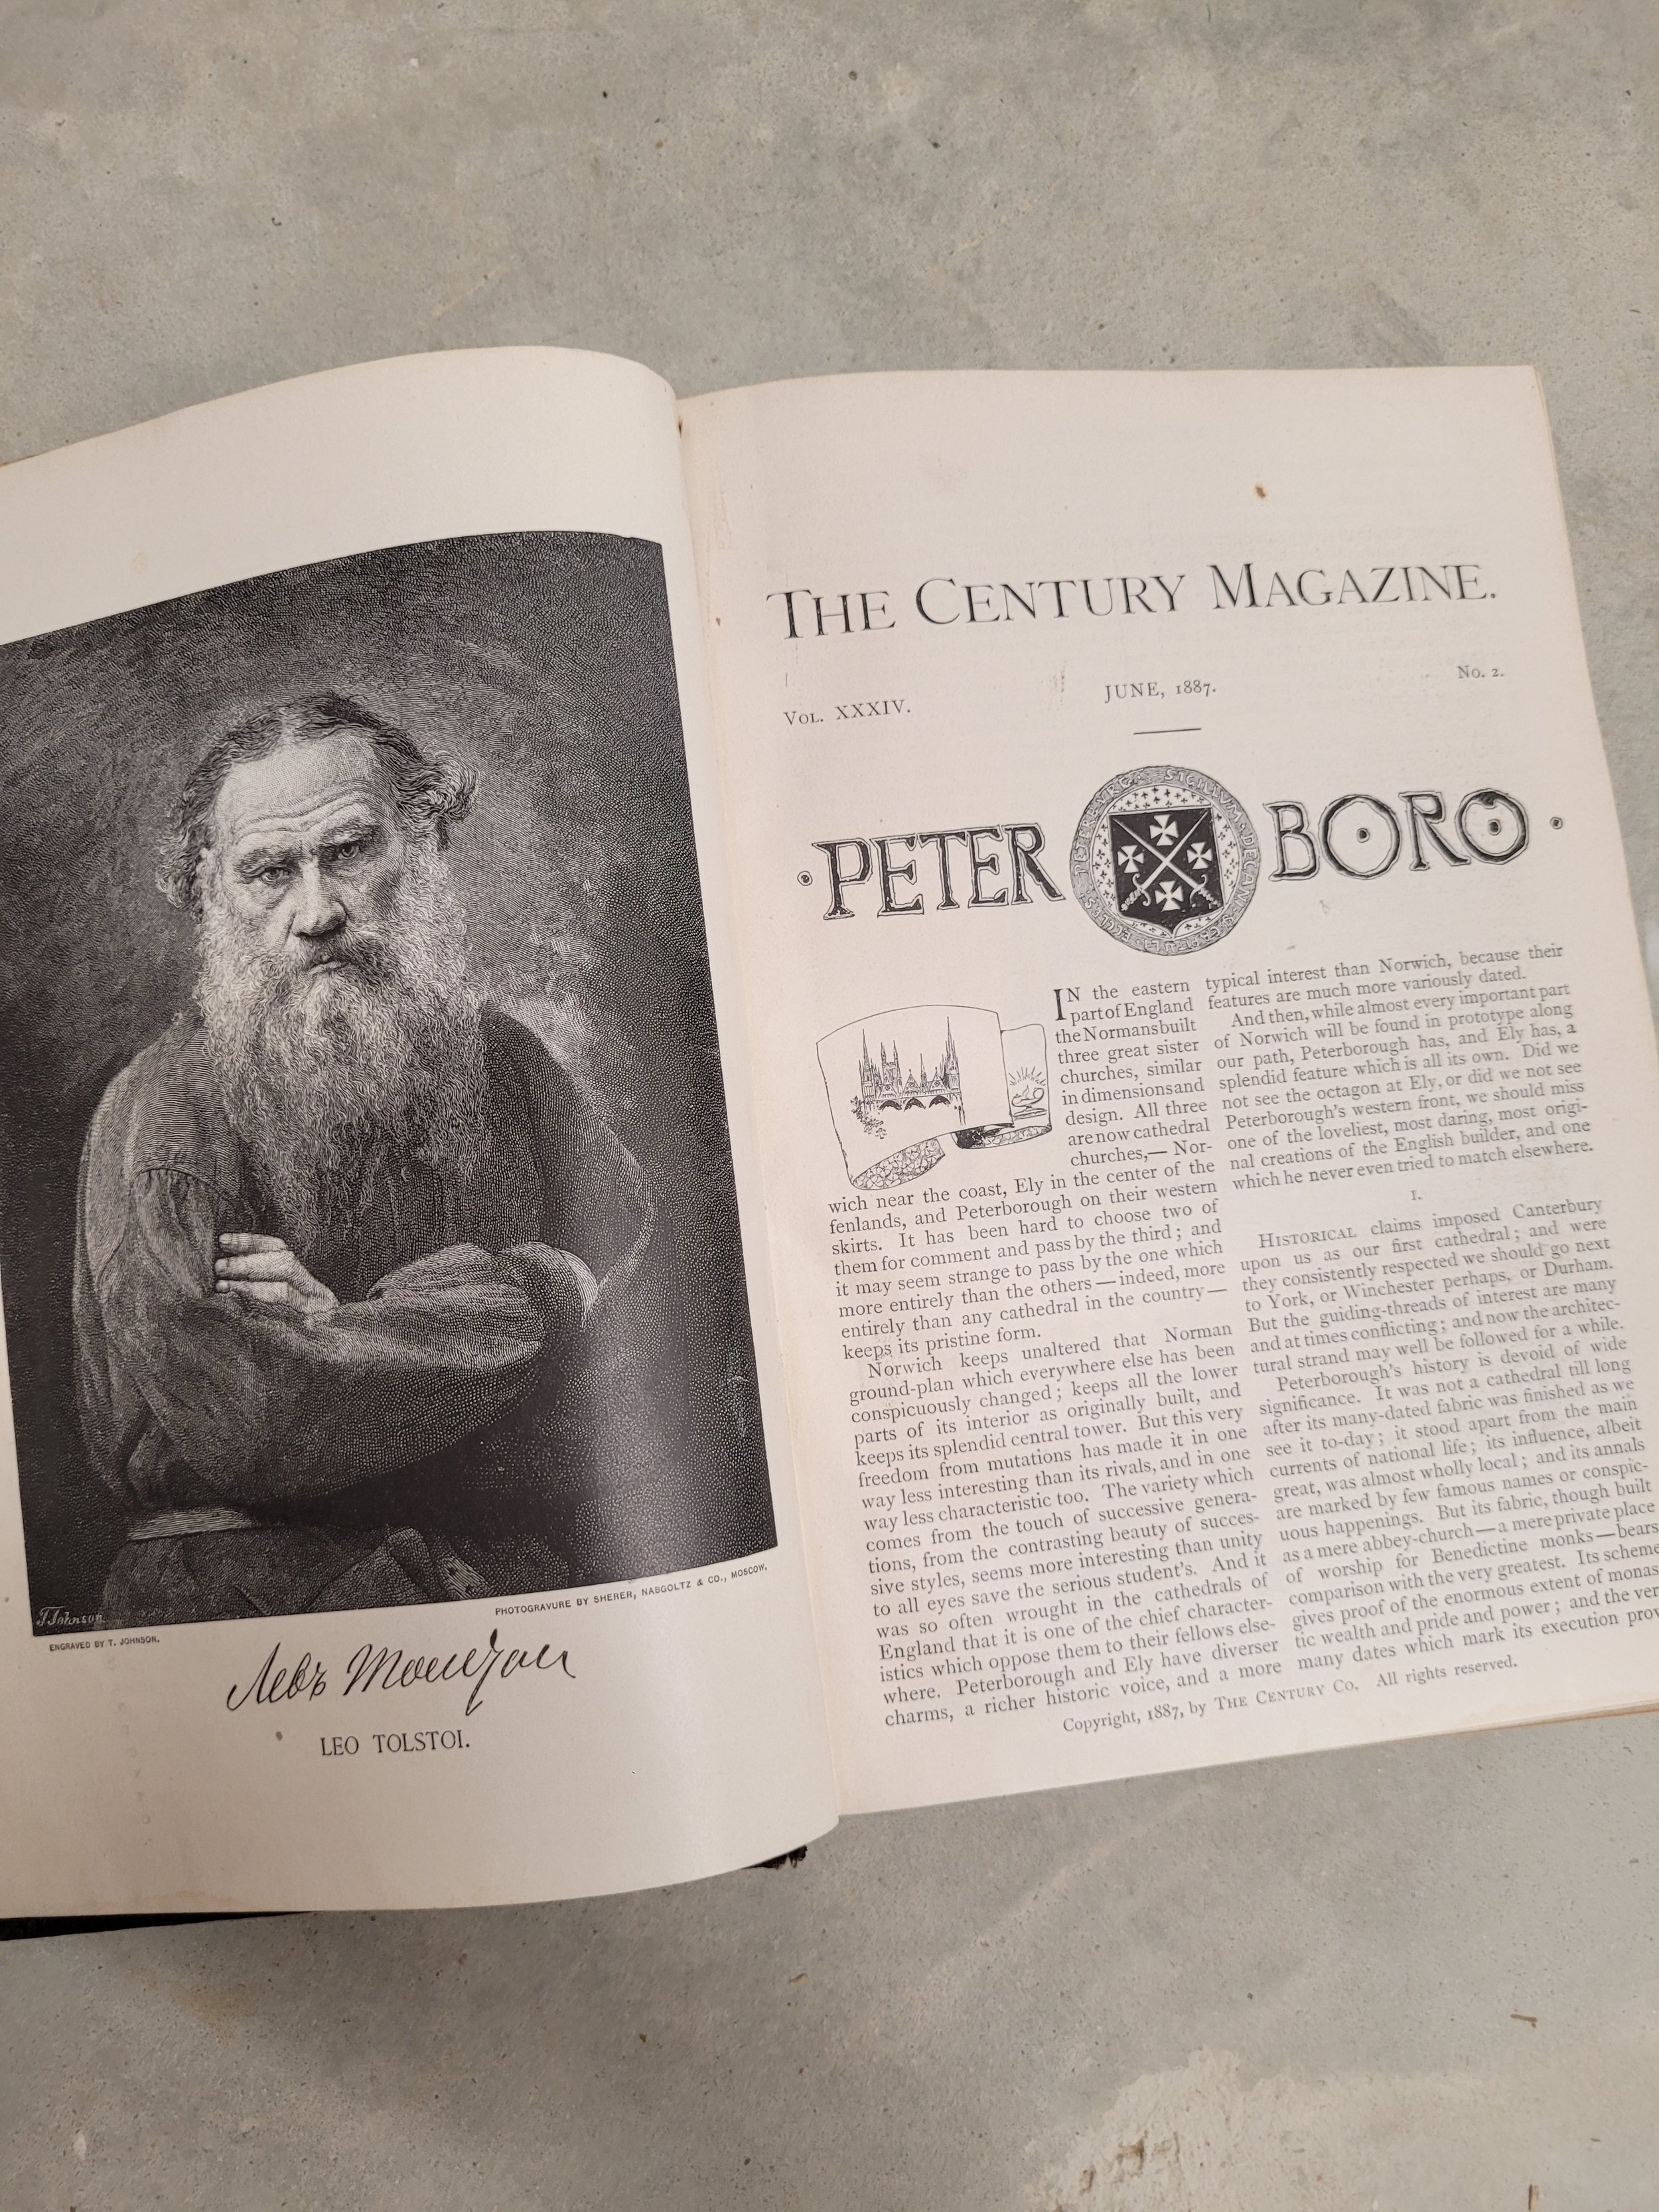 T Johnson
ENGRAVED BY T. JOHNSON.
PHOTOGRAVURE BY SHERER, NABGOLTZ & CO., MOSCOW.
Левъ Толстой
LEO TOLSTOI.
THE CENTURY MAGAZINE.
VOL. XXXIV.
JUNE, 1887.
No. 2.
PETER BORO
IN the eastern
part of England
the Normans built
three great sister
churches, similar
in dimensions and
design. All three
are now cathedral
churches,— Nor-
wich near the coast, Ely in the center of the
fenlands, and Peterborough on their western
skirts. It has been hard to choose two of
them for comment and pass by the third; and
it may seem strange to pass by the one which
more entirely than the others — indeed, more
entirely than any cathedral in the country —
keeps its pristine form.
Norwich keeps unaltered that Norman
ground-plan which everywhere else has been
conspicuously changed; keeps all the lower
parts of its interior as originally built, and
keeps its splendid central tower. But this very
freedom from mutations has made it in one
way less interesting than its rivals, and in one
way less characteristic too. The variety which
comes from the touch of successive genera-
tions, from the contrasting beauty of succes-
sive styles, seems more interesting than unity
to all eyes save the serious student's. And it
was so often wrought in the cathedrals of
England that it is one of the chief character-
istics which oppose them to their fellows else-
where. Peterborough and Ely have diverser
charms, a richer historic voice, and a more
typical interest than Norwich, because their
features are much more variously dated.
And then, while almost every important part
of Norwich will be found in prototype along
our path, Peterborough has, and Ely has, a
splendid feature which is all its own. Did we
not see the octagon at Ely, or did we not see
Peterborough's western front, we should miss
one of the loveliest, most daring, most origi-
nal creations of the English builder, and one
which he never even tried to match elsewhere.
I.
HISTORICAL claims imposed Canterbury
upon us as our first cathedral; and were
they consistently respected we should go next
to York, or Winchester perhaps, or Durham.
But the guiding-threads of interest are many
and at times conflicting; and now the architec-
tural strand may well be followed for a while.
Peterborough's history is devoid of wide
significance. It was not a cathedral till long
after its many-dated fabric was finished as we
see it to-day; it stood apart from the main
currents of national life; its influence, albeit
great, was almost wholly local; and its annals
are marked by few famous names or conspic-
uous happenings. But its fabric, though built
as a mere abbey-church — a mere private place
of worship for Benedictine monks — bears
comparison with the very greatest. Its scheme
gives proof of the enormous extent of monas
tic wealth and pride and power; and the ver
many dates which mark its execution prov
Copyright, 1887, by THE CENTURY CO. All rights reserved.